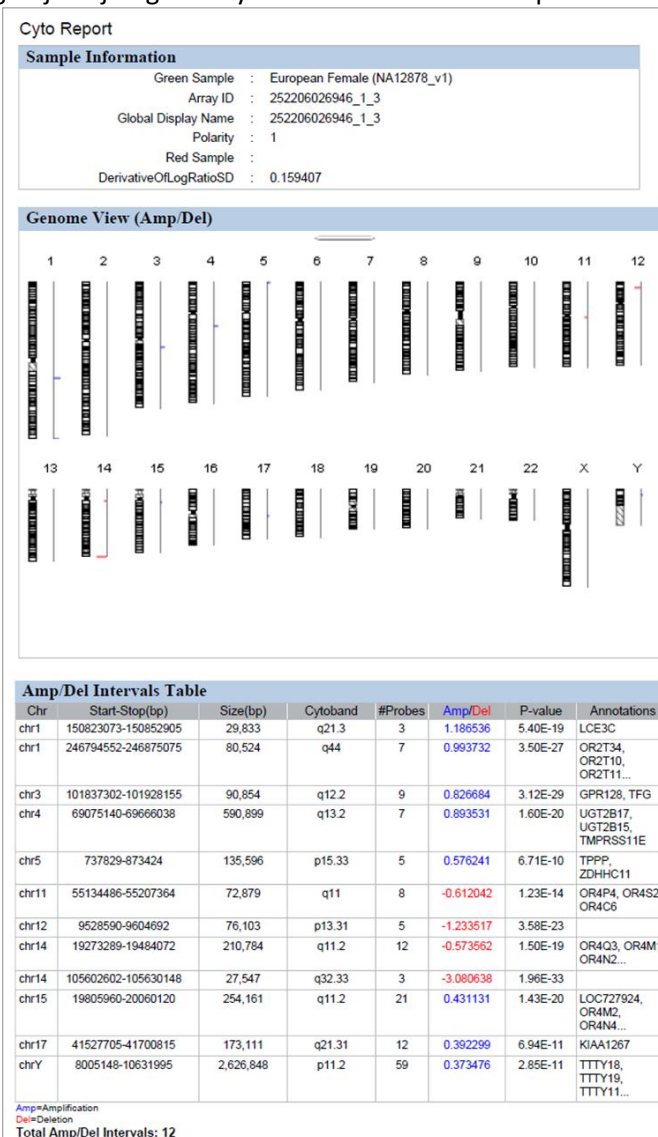 Cyto Report
Sample Information
Green Sample : European Female (NA12878_v1)
Array ID : 252206026946_1_3
Global Display Name : 252206026946_1_3
Polarity : 1
Red Sample :
DerivativeOfLogRatioSD : 0.159407
Genome View (Amp/Del)
1 2 3 4 5 6 7 8 9 10 11 12
13 14 15 16 17 18 19 20 21 22 X Y
Amp/Del Intervals Table
Chr Start-Stop(bp) Size(bp) Cytoband #Probes Amp/Del P-value Annotations
chr1 150823073-150852905 29,833 q21.3 3 1.186536 5.40E-19 LCE3C
chr1 246794552-246875075 80,524 q44 7 0.993732 3.50E-27 OR2T34,
OR2T10,
OR2T11...
chr3 101837302-101928155 90,854 q12.2 9 0.826684 3.12E-29 GPR128, TFG
chr4 69075140-69666038 590,899 q13.2 7 0.893531 1.60E-20 UGT2B17,
UGT2B15,
TMPRSS11E
chr5 737829-873424 135,596 p15.33 5 0.576241 6.71E-10 TPPP,
ZDHHC11
chr11 55134486-55207364 72,879 q11 8 -0.612042 1.23E-14 OR4P4, OR4S2
OR4C6
chr12 9528590-9604692 76,103 p13.31 5 -1.233517 3.58E-23
chr14 19273289-19484072 210,784 q11.2 12 -0.573562 1.50E-19 OR4Q3, OR4M1
OR4N2...
chr14 105602602-105630148 27,547 q32.33 3 -3.080638 1.96E-33
chr15 19805960-20060120 254,161 q11.2 21 0.431131 1.43E-20 LOC727924,
OR4M2,
OR4N4...
chr17 41527705-41700815 173,111 q21.31 12 0.392299 6.94E-11 KIAA1267
chrY 8005148-10631995 2,626,848 p11.2 59 0.373476 2.85E-11 TTTY18,
TTTY19,
TTTY11...
Amp=Amplification
Del=Deletion
Total Amp/Del Intervals: 12